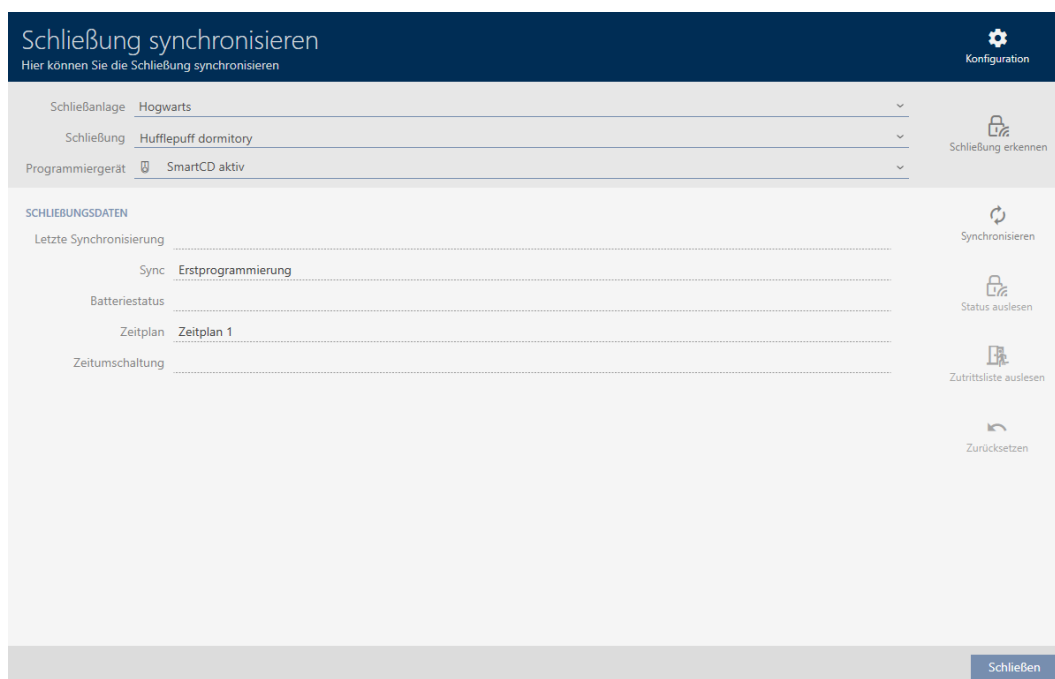 Schließung synchronisieren
Hier können Sie die Schließung synchronisieren
Konfiguration
Schließanlage Hogwarts
Schließung Hufflepuff dormitory
Programmiergerät SmartCD aktiv
Schließung erkennen
SCHLIEßUNGSDATEN
Letzte Synchronisierung
Sync Erstprogrammierung
Batteriestatus
Zeitplan Zeitplan 1
Zeitumschaltung
Synchronisieren
Status auslesen
Zutrittsliste auslesen
Zurücksetzen
Schließen